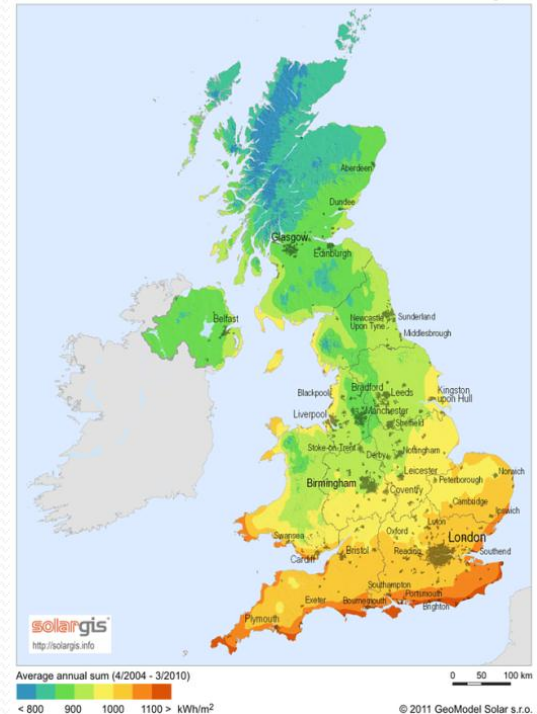 Aberdeen
Dundee
Glasgow
Edinburgh
Belfast
Newcastle
Upon Tyne
Sunderland
Middlesbrough
Blackpool
Bradford
Leeds
Kingston
upon Hull
Liverpool
Manchester
Sheffield
Stoke-on-Trent
Derby
Nottingham
Leicester
Norwich
Peterborough
Birmingham
Coventry
Cambridge
Ipswich
Luton
Oxford
London
Swansea
Cardiff
Bristol
Reading
Southend
Southampton
Portsmouth
Exeter
Bournemouth
Brighton
Plymouth
solargis
http://solargis.info
Average annual sum (4/2004 - 3/2010)
0 50 100 km
< 800 900 1000 1100 > kWh/m²
© 2011 GeoModel Solar s.r.o.